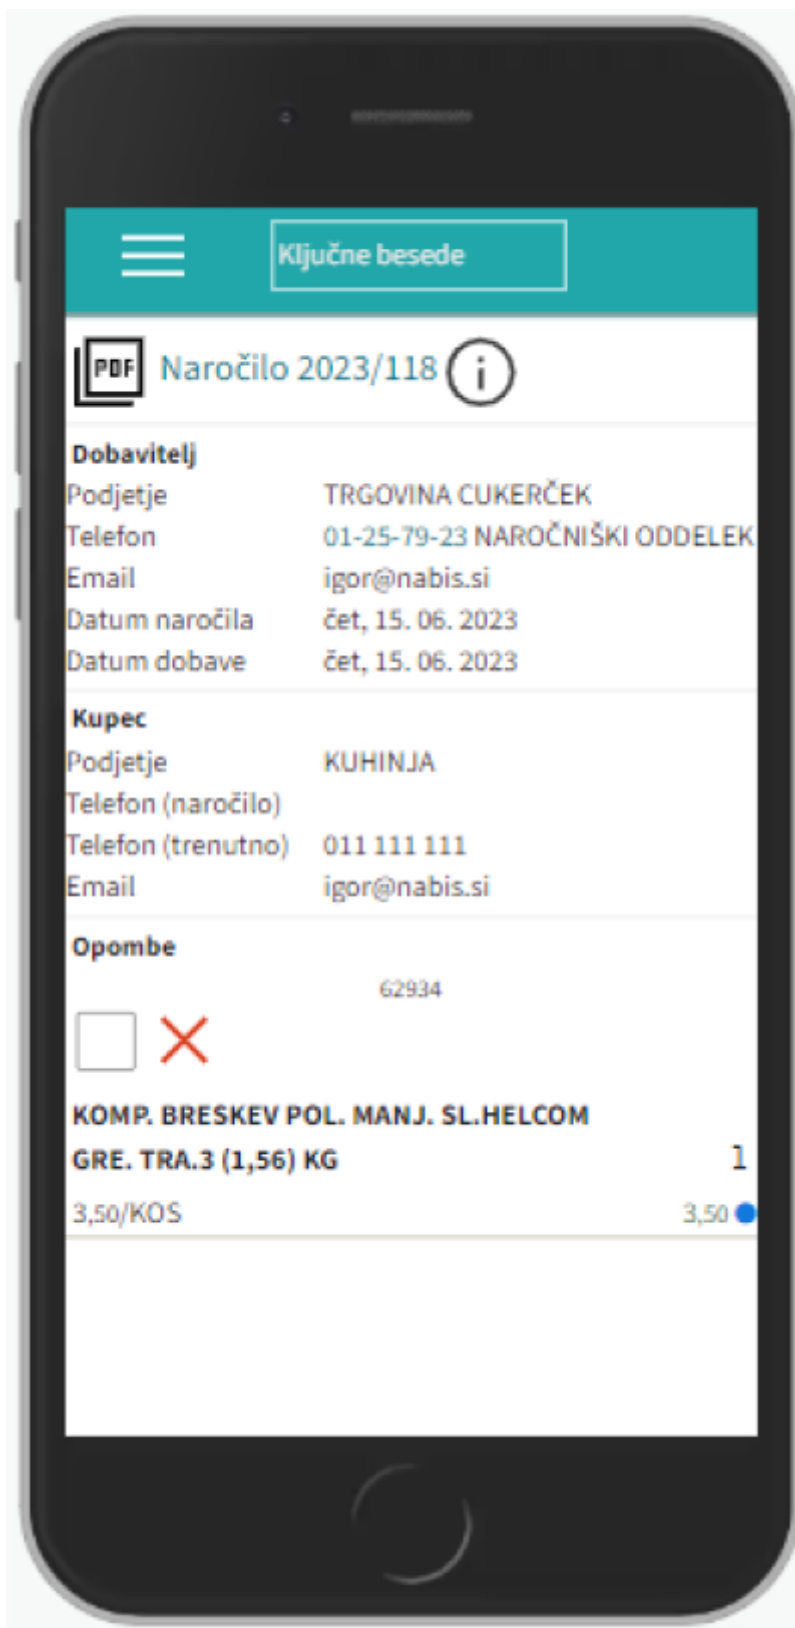 Ključne besede
PDF Naročilo 2023/118 i
Dobavitelj
Podjetje TRGOVINA CUKERČEK
Telefon 01-25-79-23 NAROČNIŠKI ODDELEK
Email igor@nabis.si
Datum naročila čet, 15. 06. 2023
Datum dobave čet, 15. 06. 2023
Kupec
Podjetje KUHINJA
Telefon (naročilo)
Telefon (trenutno) 011 111 111
Email igor@nabis.si
Opombe
62934
KOMP. BRESKEV POL. MANJ. SL.HELCOM
GRE. TRA.3 (1,56) KG 1
3,50/KOS 3,50